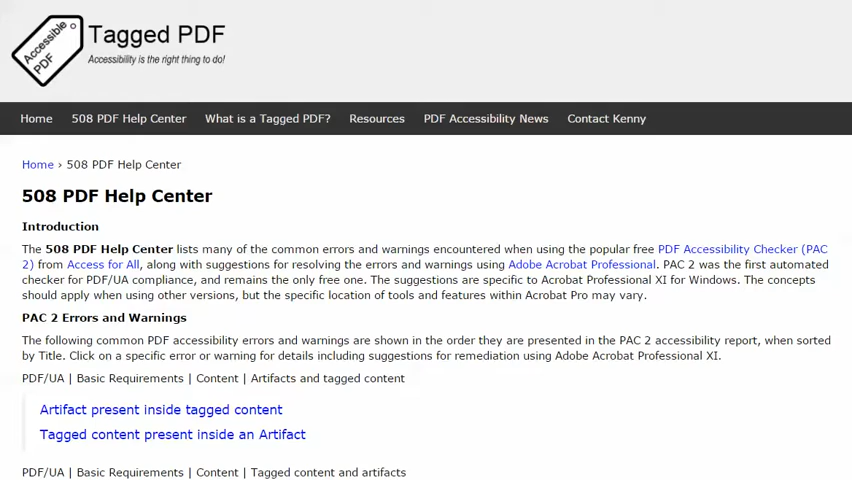 Accessible
PDF
Tagged PDF
Accessibility is the right thing to do!
Home 508 PDF Help Center What is a Tagged PDF? Resources PDF Accessibility News Contact Kenny
Home › 508 PDF Help Center
508 PDF Help Center
Introduction
The 508 PDF Help Center lists many of the common errors and warnings encountered when using the popular free PDF Accessibility Checker (PAC
2) from Access for All, along with suggestions for resolving the errors and warnings using Adobe Acrobat Professional. PAC 2 was the first automated
checker for PDF/UA compliance, and remains the only free one. The suggestions are specific to Acrobat Professional XI for Windows. The concepts
should apply when using other versions, but the specific location of tools and features within Acrobat Pro may vary.
PAC 2 Errors and Warnings
The following common PDF accessibility errors and warnings are shown in the order they are presented in the PAC 2 accessibility report, when sorted
by Title. Click on a specific error or warning for details including suggestions for remediation using Adobe Acrobat Professional XI.
PDF/UA | Basic Requirements | Content | Artifacts and tagged content
Artifact present inside tagged content
Tagged content present inside an Artifact
PDF/UA | Basic Requirements | Content | Tagged content and artifacts